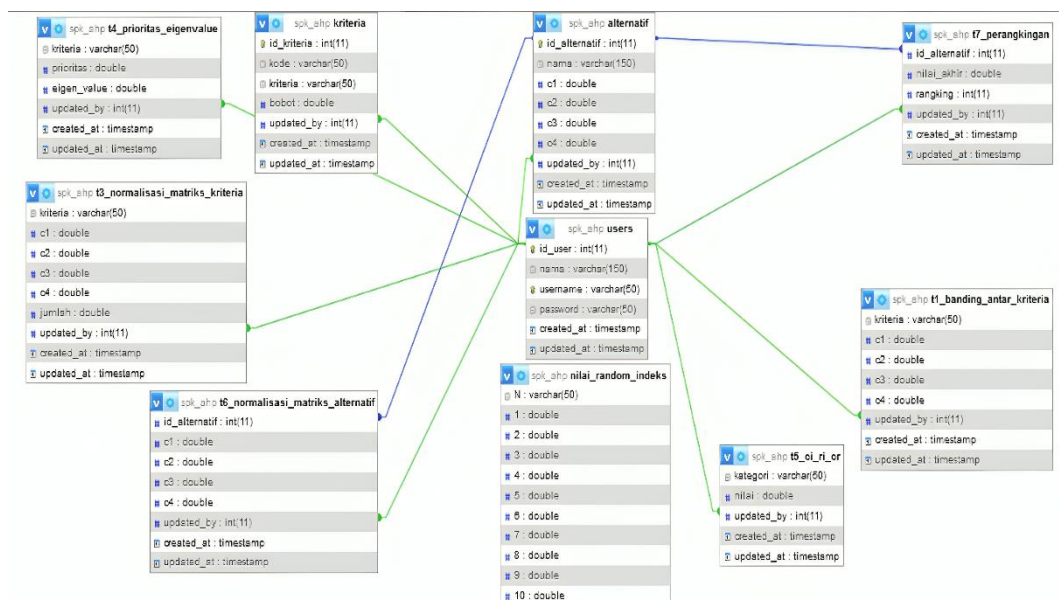 spk_ahp t4_prioritas_eigenvalue
kriteria : varchar(50)
prioritas : double
eigen_value : double
updated_by : int(11)
created_at : timestamp
updated_at : timestamp
spk_ahp kriteria
id_kriteria : int(11)
kode : varchar(50)
kriteria : varchar(50)
bobot : double
updated_by : int(11)
created_at : timestamp
updated_at : timestamp
spk_ahp alternatif
id_alternatif : int(11)
nama : varchar(150)
c1 : double
c2 : double
c3 : double
c4 : double
updated_by : int(11)
created_at : timestamp
updated_at : timestamp
spk_ahp t7_perangkingan
id_alternatif : int(11)
nilai_akhir : double
rangking : int(11)
updated_by : int(11)
created_at : timestamp
updated_at : timestamp
spk_ahp t3_normalisasi_matriks_kriteria
kriteria : varchar(50)
c1 : double
c2 : double
c3 : double
c4 : double
jumlah : double
updated_by : int(11)
created_at : timestamp
updated_at : timestamp
spk_ahp users
id_user : int(11)
nama : varchar(150)
username : varchar(50)
password : varchar(50)
created_at : timestamp
updated_at : timestamp
spk_ahp t1_banding_antar_kriteria
kriteria : varchar(50)
c1 : double
c2 : double
c3 : double
c4 : double
updated_by : int(11)
created_at : timestamp
updated_at : timestamp
spk_ahp t6_normalisasi_matriks_alternatif
id_alternatif : int(11)
c1 : double
c2 : double
c3 : double
c4 : double
updated_by : int(11)
created_at : timestamp
updated_at : timestamp
spk_ahp nilai_random_indeks
N : varchar(50)
1 : double
2 : double
3 : double
4 : double
5 : double
6 : double
7 : double
8 : double
9 : double
10 : double
spk_ahp t5_ci_ri_cr
kategori : varchar(50)
nilai : double
updated_by : int(11)
created_at : timestamp
updated_at : timestamp